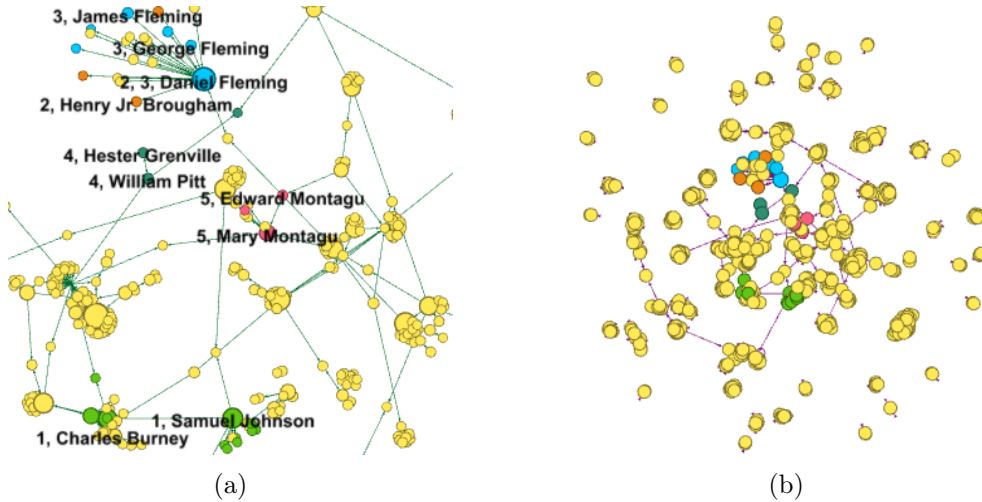 3, James Fleming
3, George Fleming
2, 3, Daniel Fleming
2, Henry Jr. Brougham
4, Hester Grenville
4, William Pitt
5, Edward Montagu
5, Mary Montagu
1, Samuel Johnson
1, Charles Burney
(a)
(b)